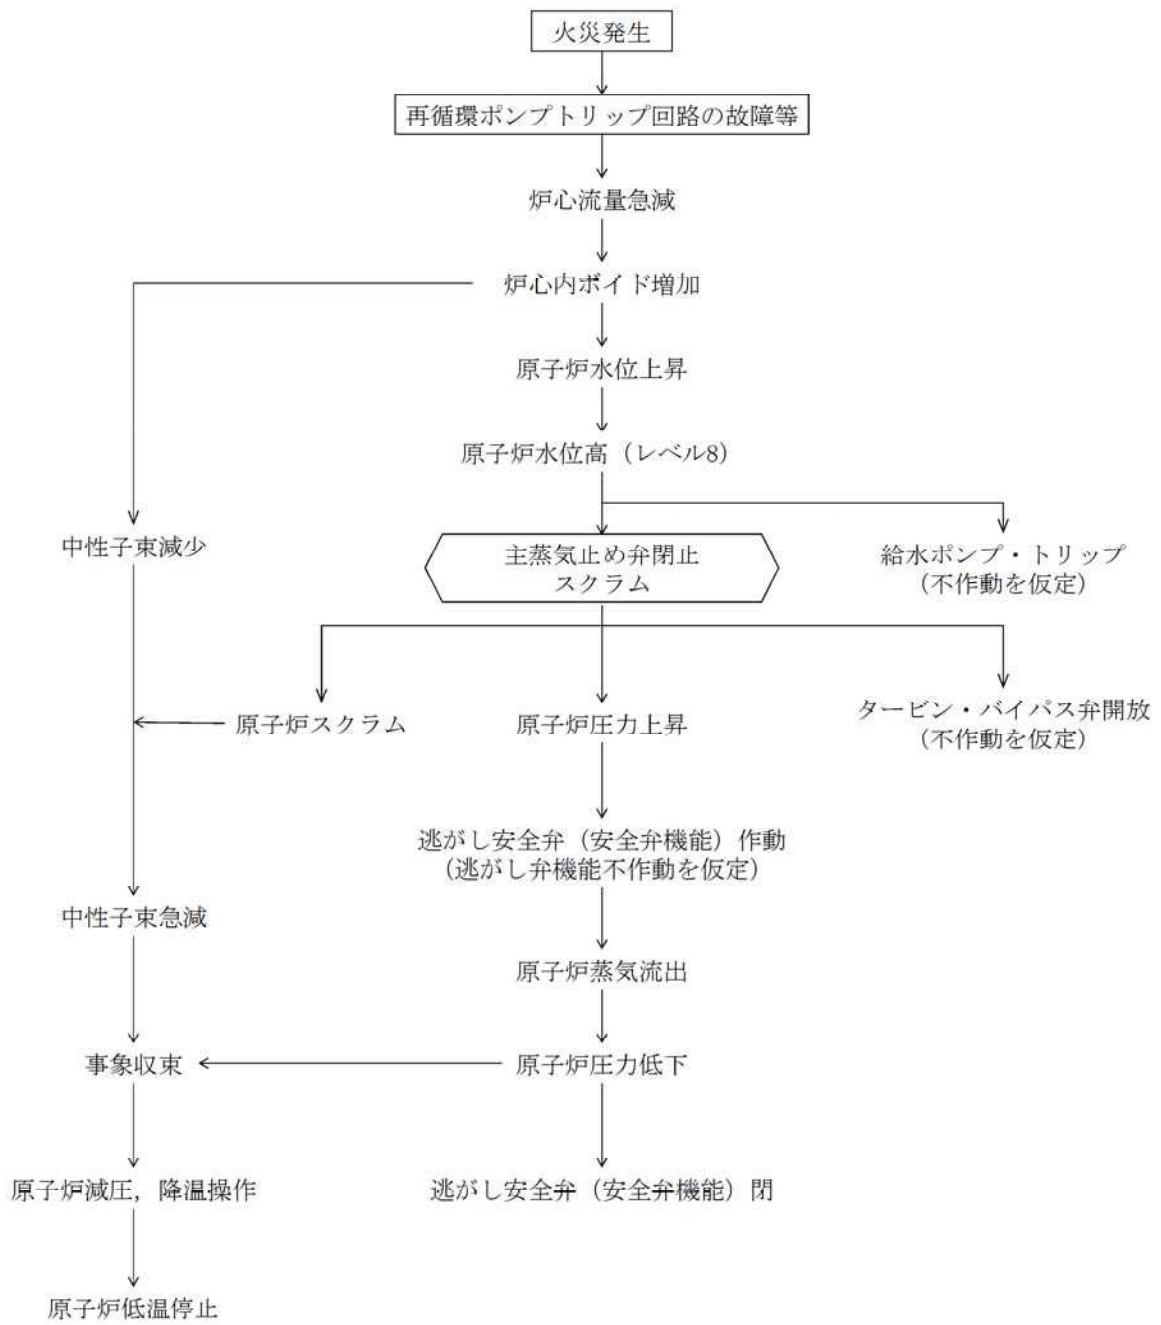 火災発生
再循環ポンプトリップ回路の故障等
炉心流量急減
炉心内ボイド増加
原子炉水位上昇
原子炉水位高（レベル8）
中性子束減少
主蒸気止め弁閉止
スクラム
給水ポンプ・トリップ
（不作動を仮定）
原子炉スクラム
原子炉圧力上昇
タービン・バイパス弁開放
（不作動を仮定）
逃がし安全弁（安全弁機能）作動
（逃がし弁機能不作動を仮定）
中性子束急減
原子炉蒸気流出
事象収束
原子炉圧力低下
原子炉減圧，降温操作
逃がし安全弁（安全弁機能）閉
原子炉低温停止